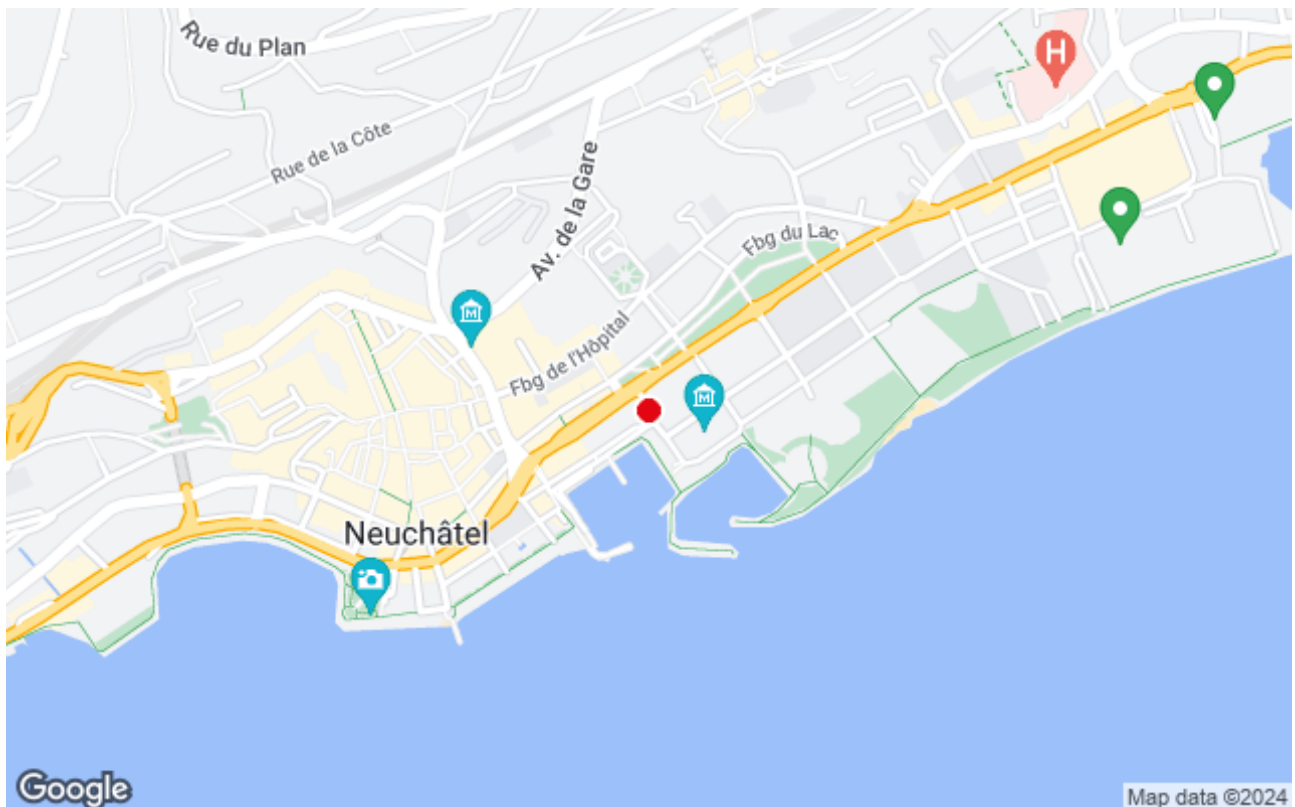 Rue du Plan
H
Rue de la Côte
Av. de la Gare
Fbg du Lac
M
Fbg de l'Hôpital
M
Neuchâtel
Google
Map data ©2024